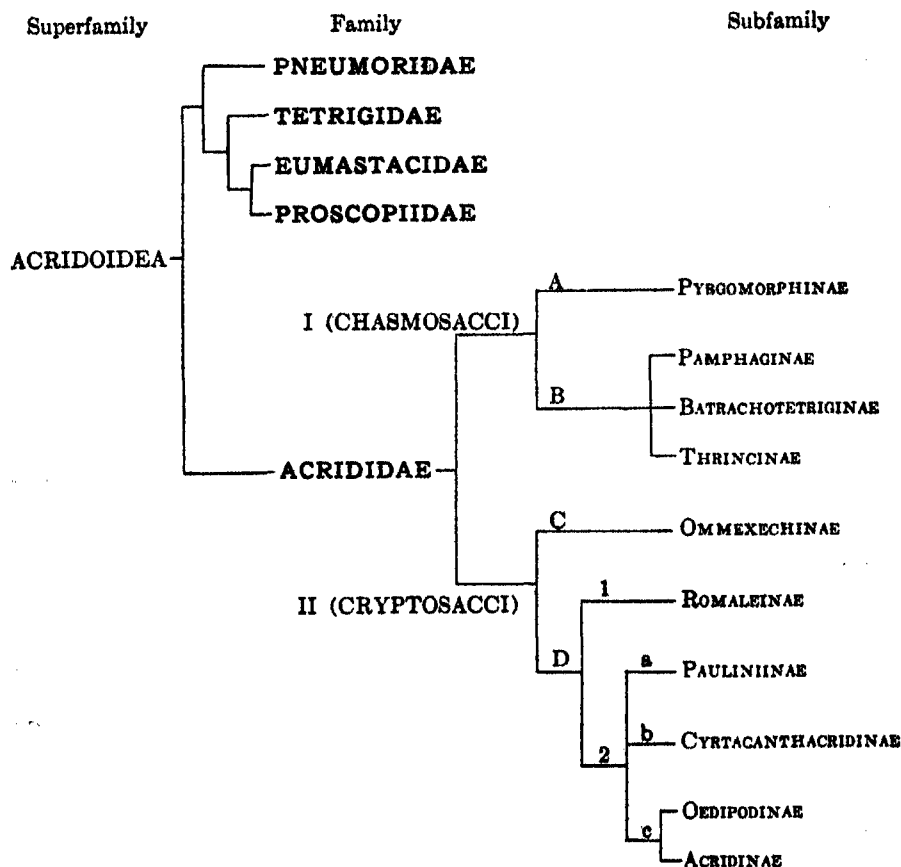 Superfamily Family Subfamily
PNEUMORIDAE
TETRIGIDAE
EUMASTACIDAE
PROSCOPIIDAE
ACRIDOIDEA
A PYRGOMORPHINAE
I (CHASMOSACCI)
PAMPHAGINAE
B BATRACHOTETRIGINAE
THRINCINAE
ACRIDIDAE
C OMMEXECHINAE
II (CRYPTOSACCI)
1 ROMALEINAE
D a PAULINIINAE
2 b CYRTACANTHACRIDINAE
OEDIPODINAE
c
ACRIDINAE